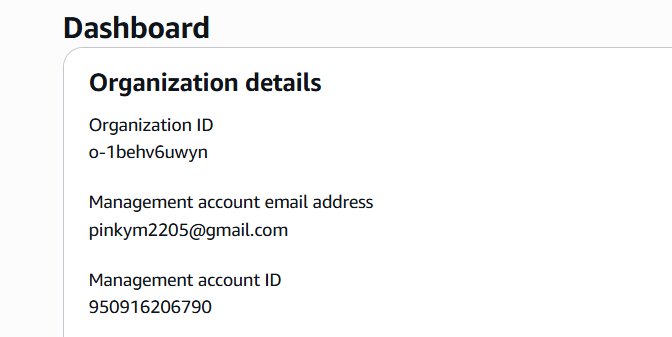 Dashboard
Organization details
Organization ID
o-1behv6uwyn
Management account email address
pinkym2205@gmail.com
Management account ID
950916206790